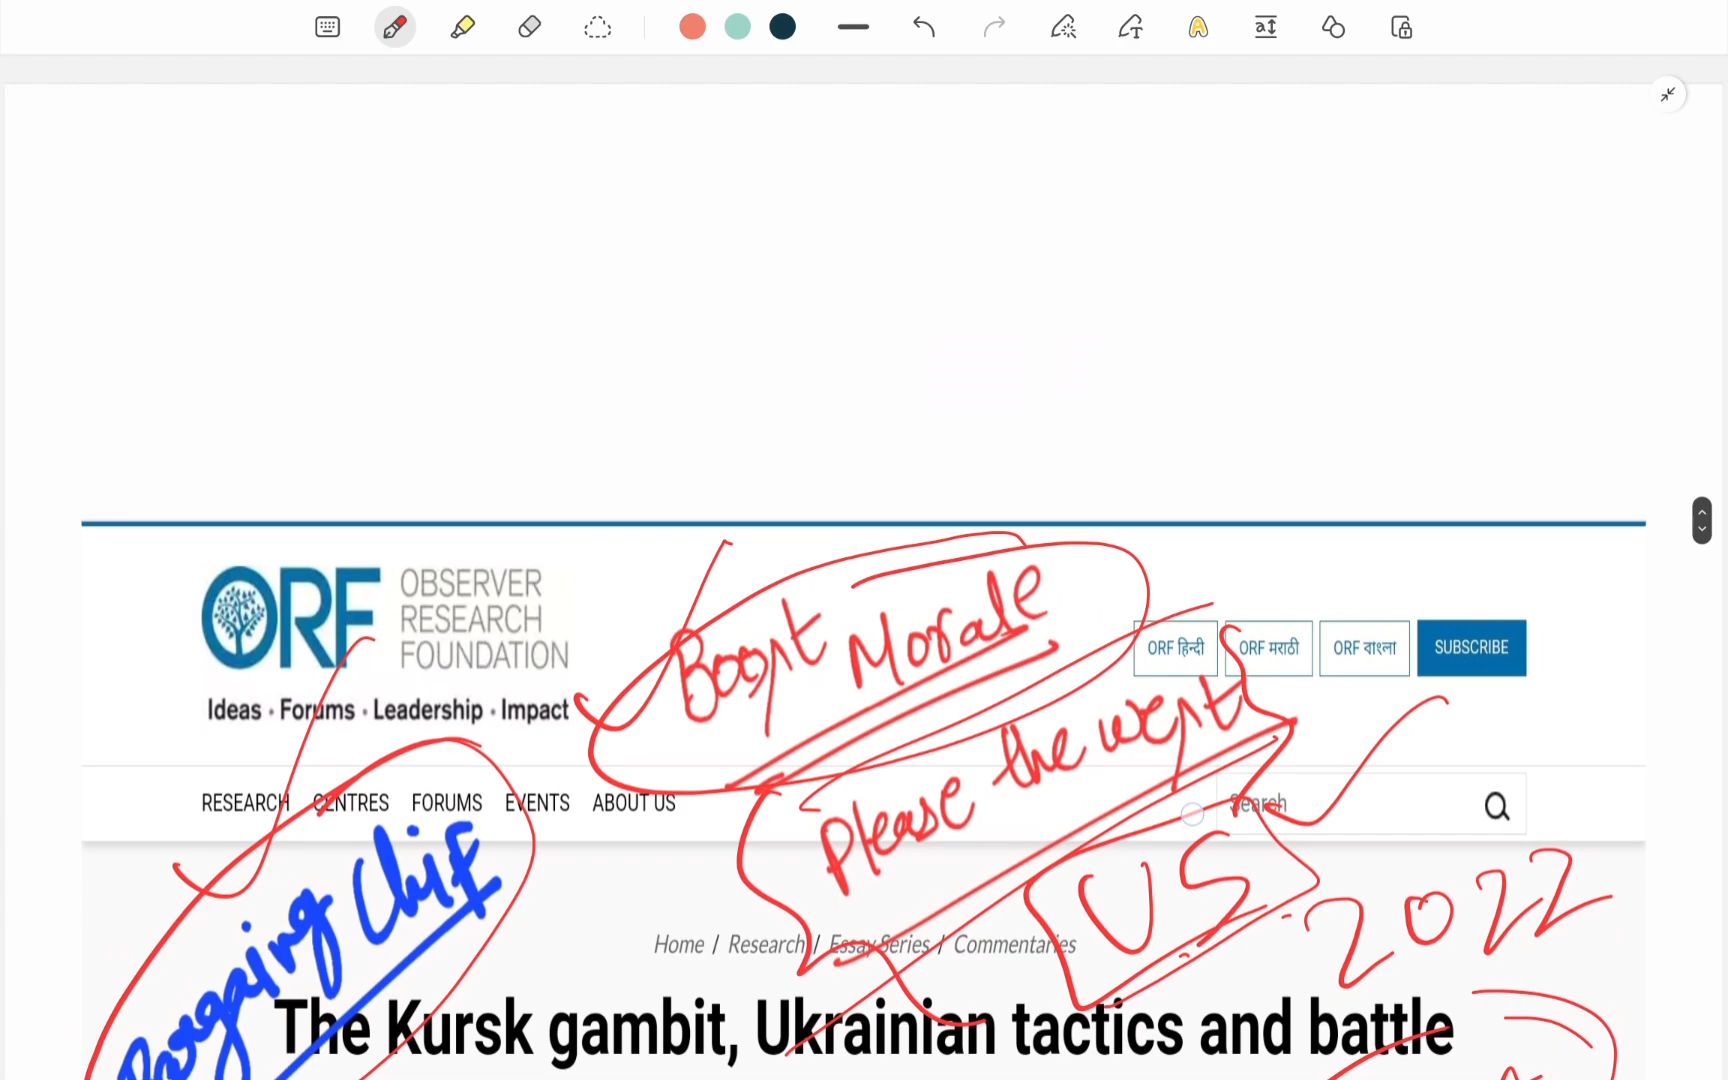 OBSERVER
RESEARCH
FOUNDATION
ORF
Ideas · Forums · Leadership · Impact
Boost Morale
ORF हिन्दी
ORF मराठी
ORF বাংলা
SUBSCRIBE
Please the west
RESEARCH CENTRES FORUMS EVENTS ABOUT US
Search
US
2022
Bargaing Chif
Home / Research / Essay Series / Commentaries
The Kursk gambit, Ukrainian tactics and battle